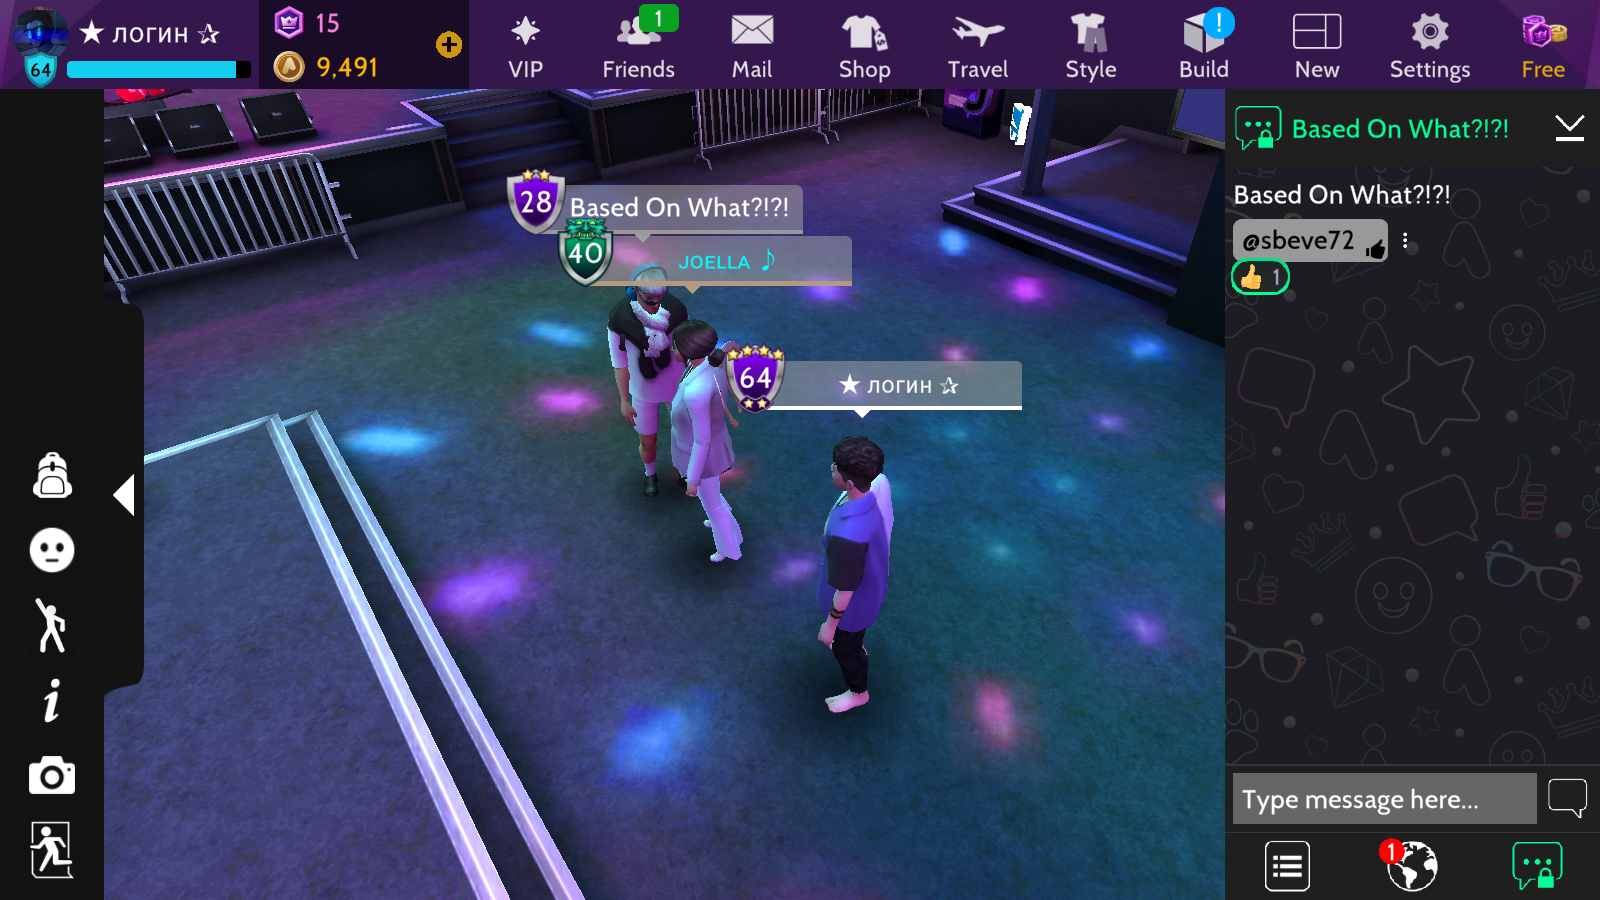 ★ логин ☆
64
15
9,491
VIP
1
Friends
Mail
Shop
Travel
Style
!
Build
New
Settings
Free
28
Based On What?!?!
40
JOELLA ♪
64
★ логин ☆
Based On What?!?!
Based On What?!?!
@sbeve72
👍 1
Type message here...
1